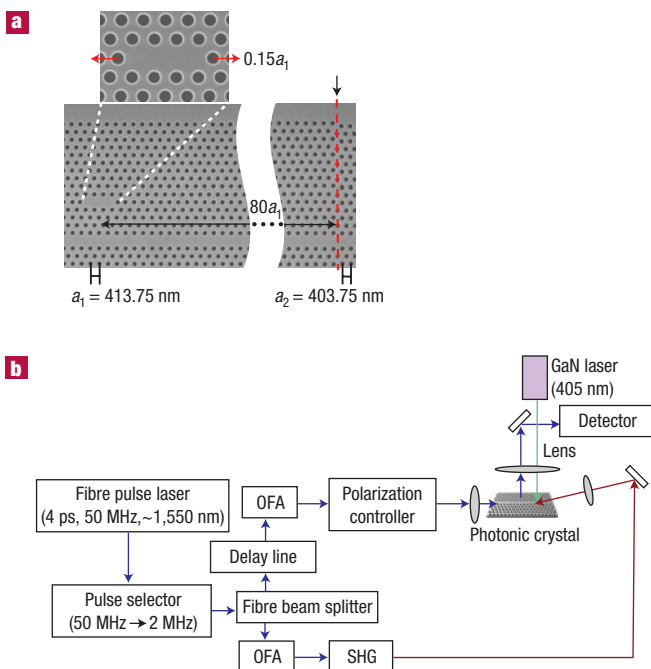 a
0.15a₁
80a₁
a₁ = 413.75 nm
a₂ = 403.75 nm
b
GaN laser
(405 nm)
Detector
Lens
Fibre pulse laser
(4 ps, 50 MHz,~1,550 nm)
OFA
Polarization
controller
Photonic crystal
Delay line
Pulse selector
(50 MHz → 2 MHz)
Fibre beam splitter
OFA
SHG